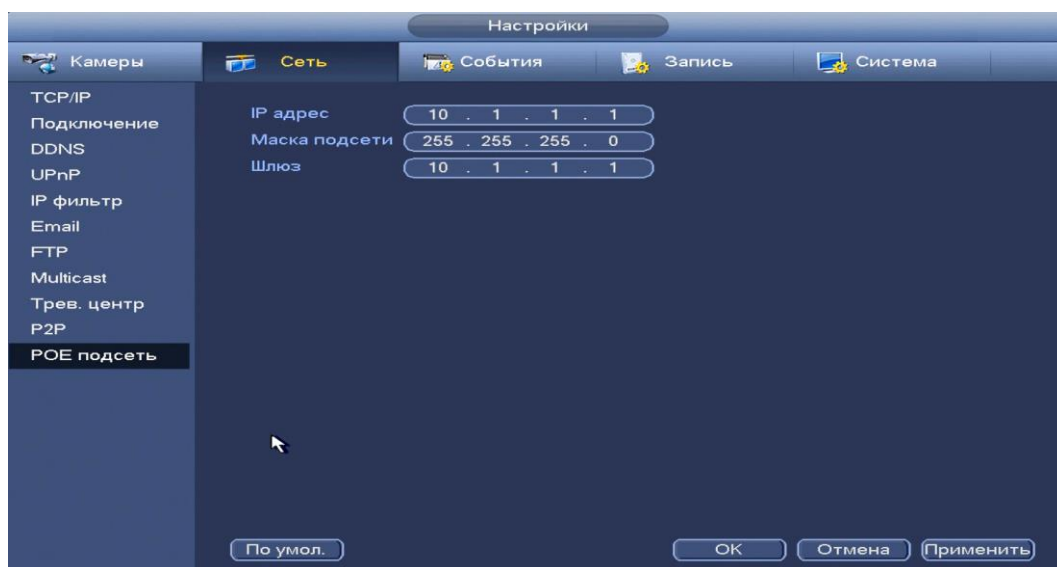 Настройки
Камеры Сеть События Запись Система
TCP/IP
Подключение
DDNS
UPnP
IP фильтр
Email
FTP
Multicast
Трев. центр
P2P
POE подсеть
IP адрес 10 . 1 . 1 . 1
Маска подсети 255 . 255 . 255 . 0
Шлюз 10 . 1 . 1 . 1
По умол. OK Отмена Применить